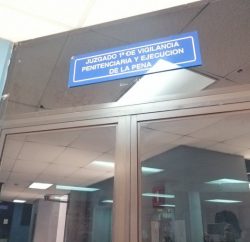 JUZGADO 1º DE VIGILANCIA
PENITENCIARIA Y EJECUCION
DE LA PENA